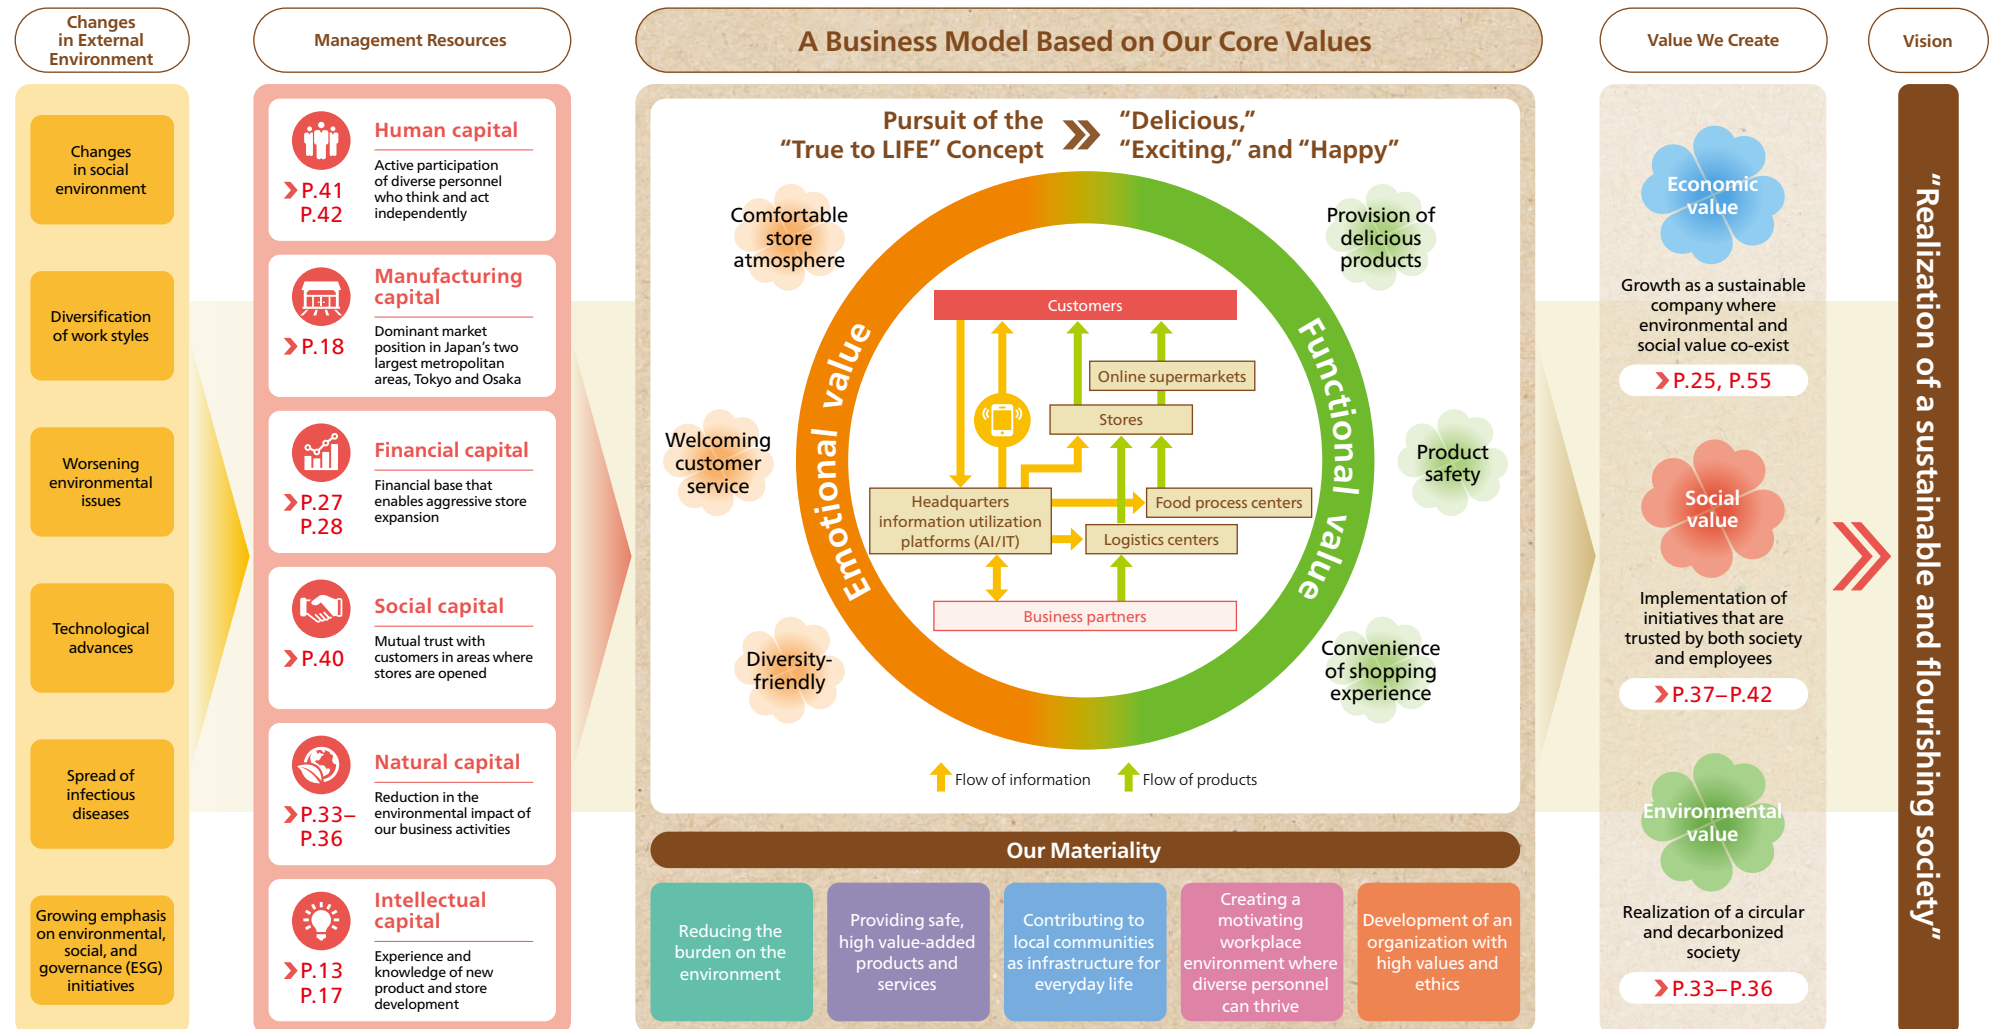 Changes
in External
Environment
Changes
in social
environment
Diversification
of work styles
Worsening
environmental
issues
Technological
advances
Spread of
infectious
diseases
Growing emphasis
on environmental,
social, and
governance (ESG)
initiatives
Management Resources
Human capital
P.41
P.42
Active participation
of diverse personnel
who think and act
independently
Manufacturing
capital
P.18
Dominant market
position in Japan's two
largest metropolitan
areas, Tokyo and Osaka
Financial capital
P.27
P.28
Financial base that
enables aggressive store
expansion
Social capital
P.40
Mutual trust with
customers in areas where
stores are opened
Natural capital
P.33–
P.36
Reduction in the
environmental impact of
our business activities
Intellectual
capital
P.13
P.17
Experience and
knowledge of new
product and store
development
A Business Model Based on Our Core Values
Pursuit of the
“True to LIFE” Concept
“Delicious,”
“Exciting,” and “Happy”
Comfortable
store
atmosphere
Welcoming
customer
service
Diversity-
friendly
Emotional value
Customers
Online supermarkets
Stores
Headquarters
information utilization
platforms (AI/IT)
Food process centers
Logistics centers
Business partners
Functional value
Provision of
delicious
products
Product
safety
Convenience
of shopping
experience
Flow of information
Flow of products
Our Materiality
Reducing the
burden on the
environment
Providing safe,
high value-added
products and
services
Contributing to
local communities
as infrastructure for
everyday life
Creating a
motivating
workplace
environment where
diverse personnel
can thrive
Development of an
organization with
high values and
ethics
Value We Create
Economic
value
Growth as a sustainable
company where
environmental and
social value co-exist
P.25, P.55
Social
value
Implementation of
initiatives that are
trusted by both society
and employees
P.37–P.42
Environmental
value
Realization of a circular
and decarbonized
society
P.33–P.36
Vision
“Realization of a sustainable and flourishing society”